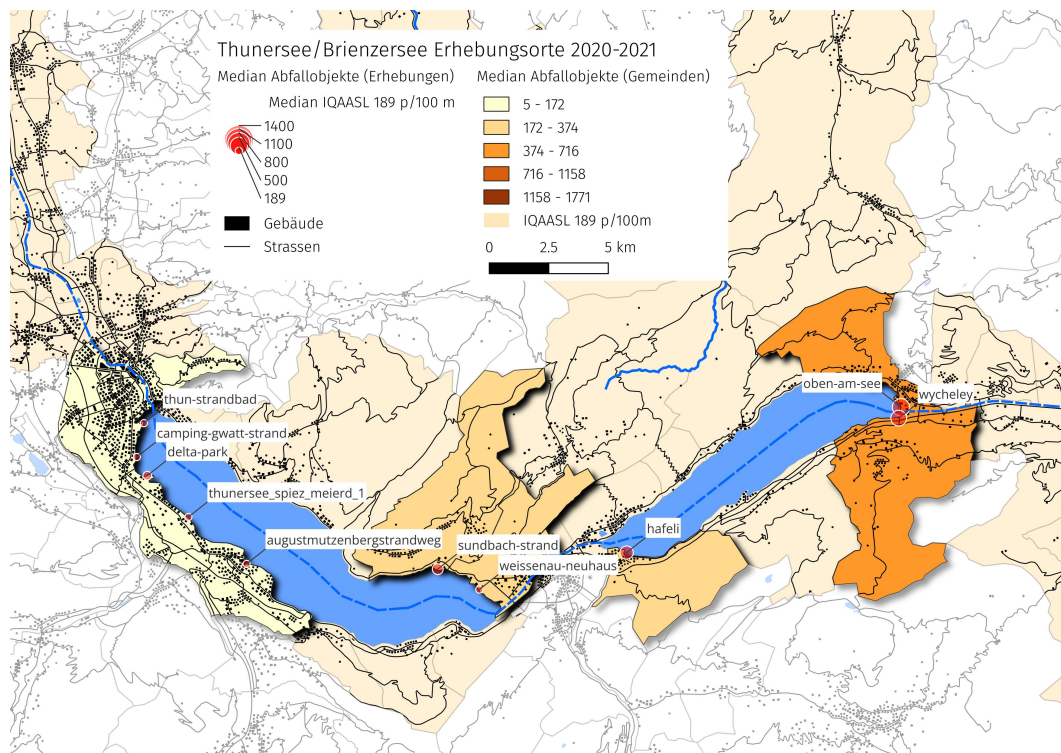 Thunersee/Brienzersee Erhebungsorte 2020-2021
Median Abfallobjekte (Erhebungen)
Median IQAASL 189 p/100 m
1400
1100
800
500
189
Gebäude
Strassen
Median Abfallobjekte (Gemeinden)
5 - 172
172 - 374
374 - 716
716 - 1158
1158 - 1771
IQAASL 189 p/100m
0 2.5 5 km
oben-am-see
wycheley
thun-strandbad
camping-gwatt-strand
delta-park
thunersee_spiez_meierd_1
augustmutzenbergstrandweg
sundbach-strand
weissenau-neuhaus
hafeli